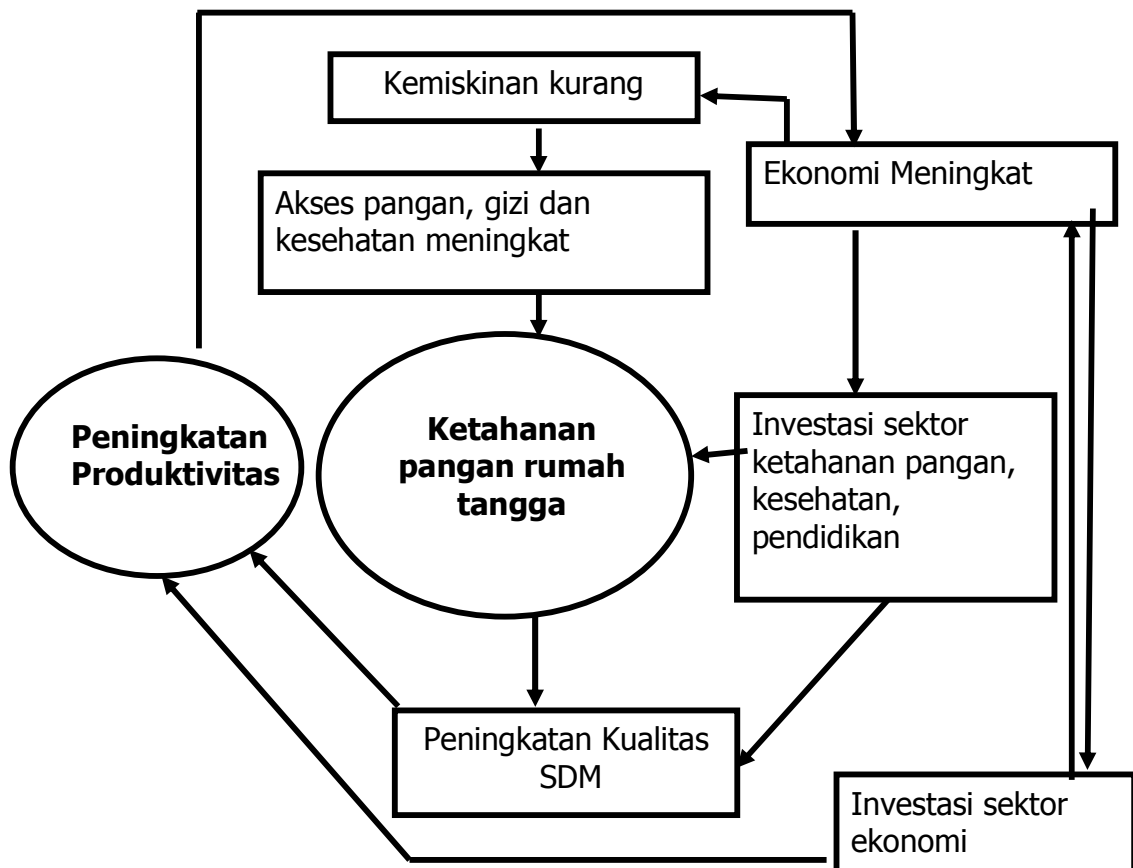 Kemiskinan kurang
Ekonomi Meningkat
Akses pangan, gizi dan
kesehatan meningkat
Peningkatan
Produktivitas
Ketahanan
pangan rumah
tangga
Investasi sektor
ketahanan pangan,
kesehatan,
pendidikan
Peningkatan Kualitas
SDM
Investasi sektor
ekonomi